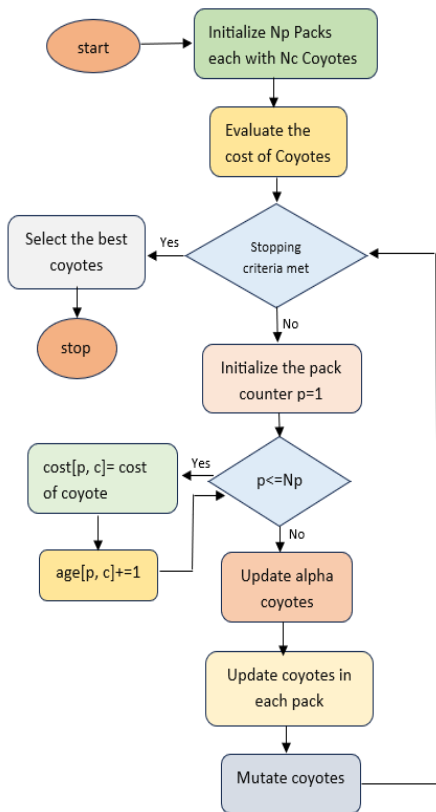 start
Initialize Np Packs
each with Nc Coyotes
Evaluate the
cost of Coyotes
Stopping
criteria met
Yes
Select the best
coyotes
stop
No
Initialize the pack
counter p=1
p<=Np
Yes
cost[p, c]= cost
of coyote
age[p, c]+=1
No
Update alpha
coyotes
Update coyotes in
each pack
Mutate coyotes